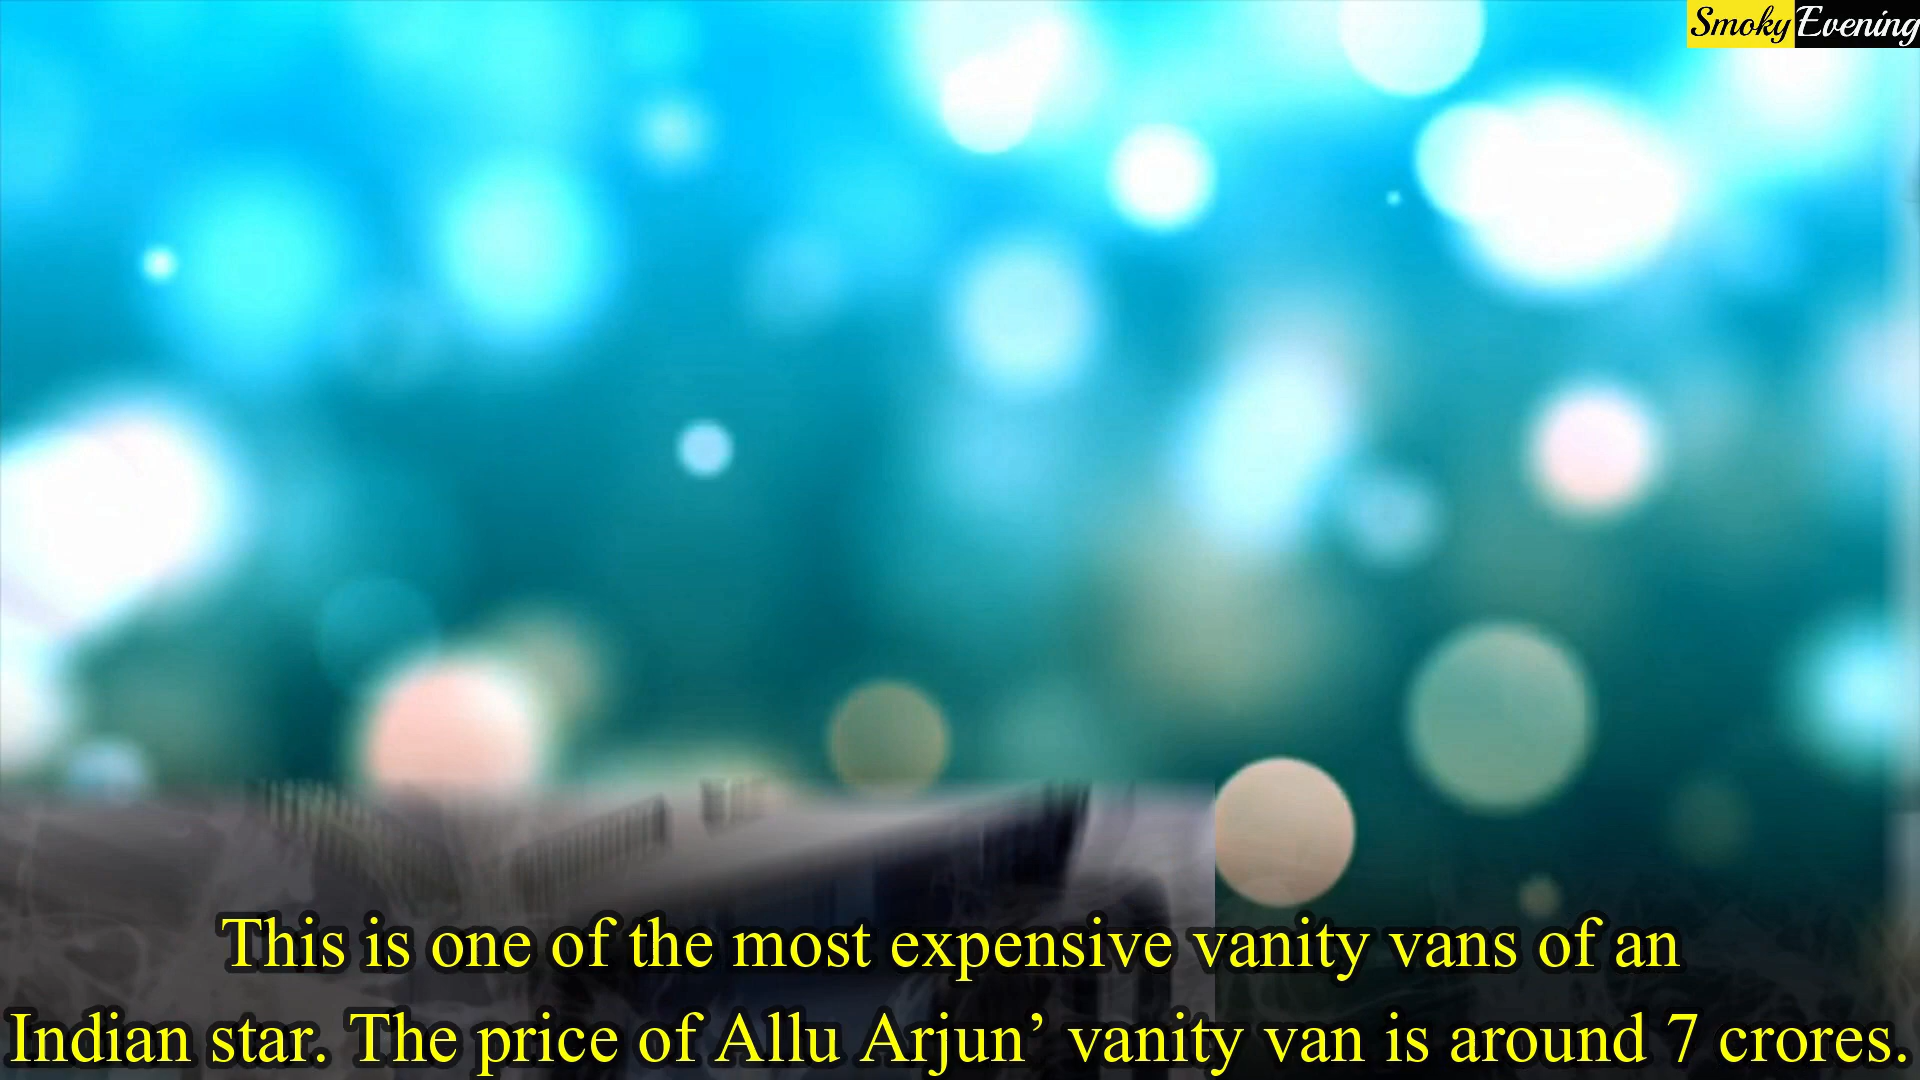 Smoky Evening
This is one of the most expensive vanity vans of an
Indian star. The price of Allu Arjun’ vanity van is around 7 crores.